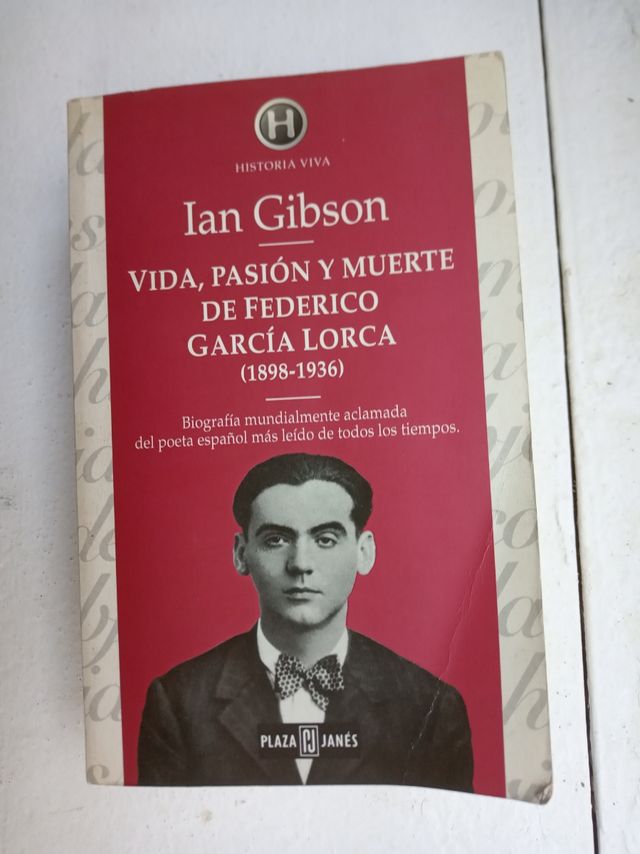 H
HISTORIA VIVA
Ian Gibson
VIDA, PASIÓN Y MUERTE
DE FEDERICO
GARCÍA LORCA
(1898-1936)
Biografía mundialmente aclamada
del poeta español más leído de todos los tiempos.
PLAZA PJ JANÉS